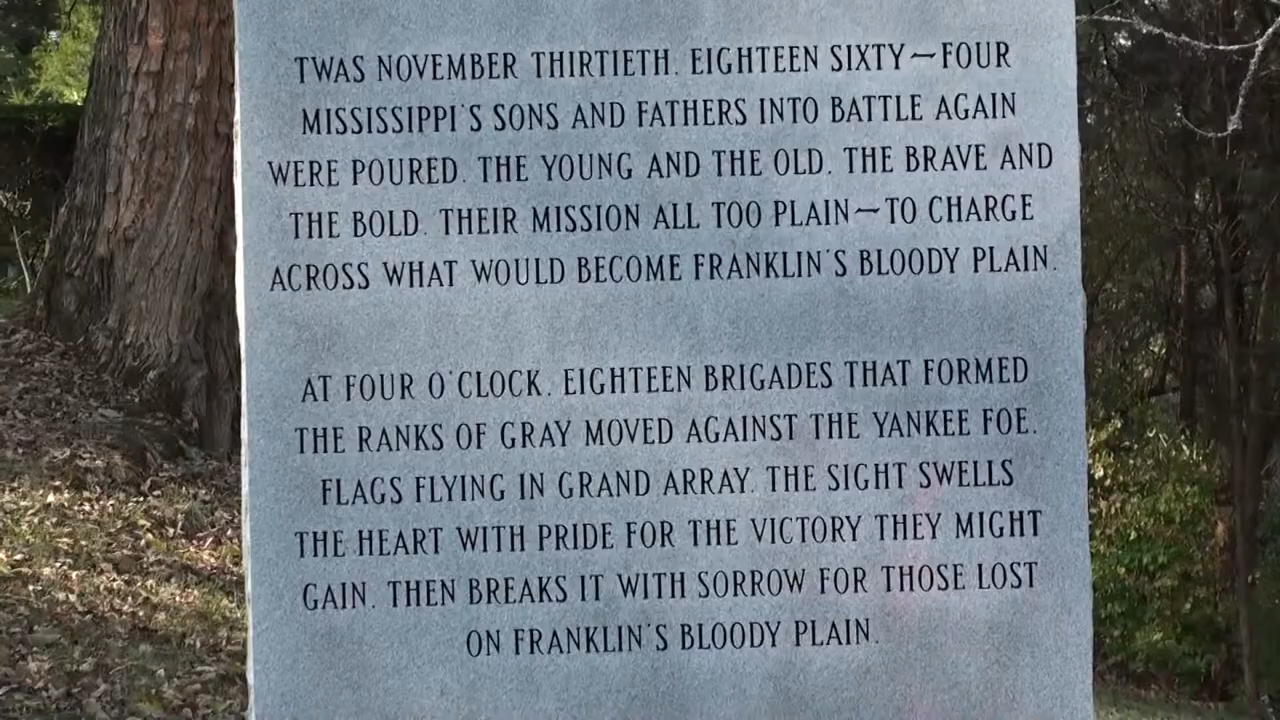 TWAS NOVEMBER THIRTIETH, EIGHTEEN SIXTY—FOUR
MISSISSIPPI'S SONS AND FATHERS INTO BATTLE AGAIN
WERE POURED. THE YOUNG AND THE OLD, THE BRAVE AND
THE BOLD. THEIR MISSION ALL TOO PLAIN—TO CHARGE
ACROSS WHAT WOULD BECOME FRANKLIN'S BLOODY PLAIN.
AT FOUR O'CLOCK, EIGHTEEN BRIGADES THAT FORMED
THE RANKS OF GRAY MOVED AGAINST THE YANKEE FOE,
FLAGS FLYING IN GRAND ARRAY. THE SIGHT SWELLS
THE HEART WITH PRIDE FOR THE VICTORY THEY MIGHT
GAIN, THEN BREAKS IT WITH SORROW FOR THOSE LOST
ON FRANKLIN'S BLOODY PLAIN.